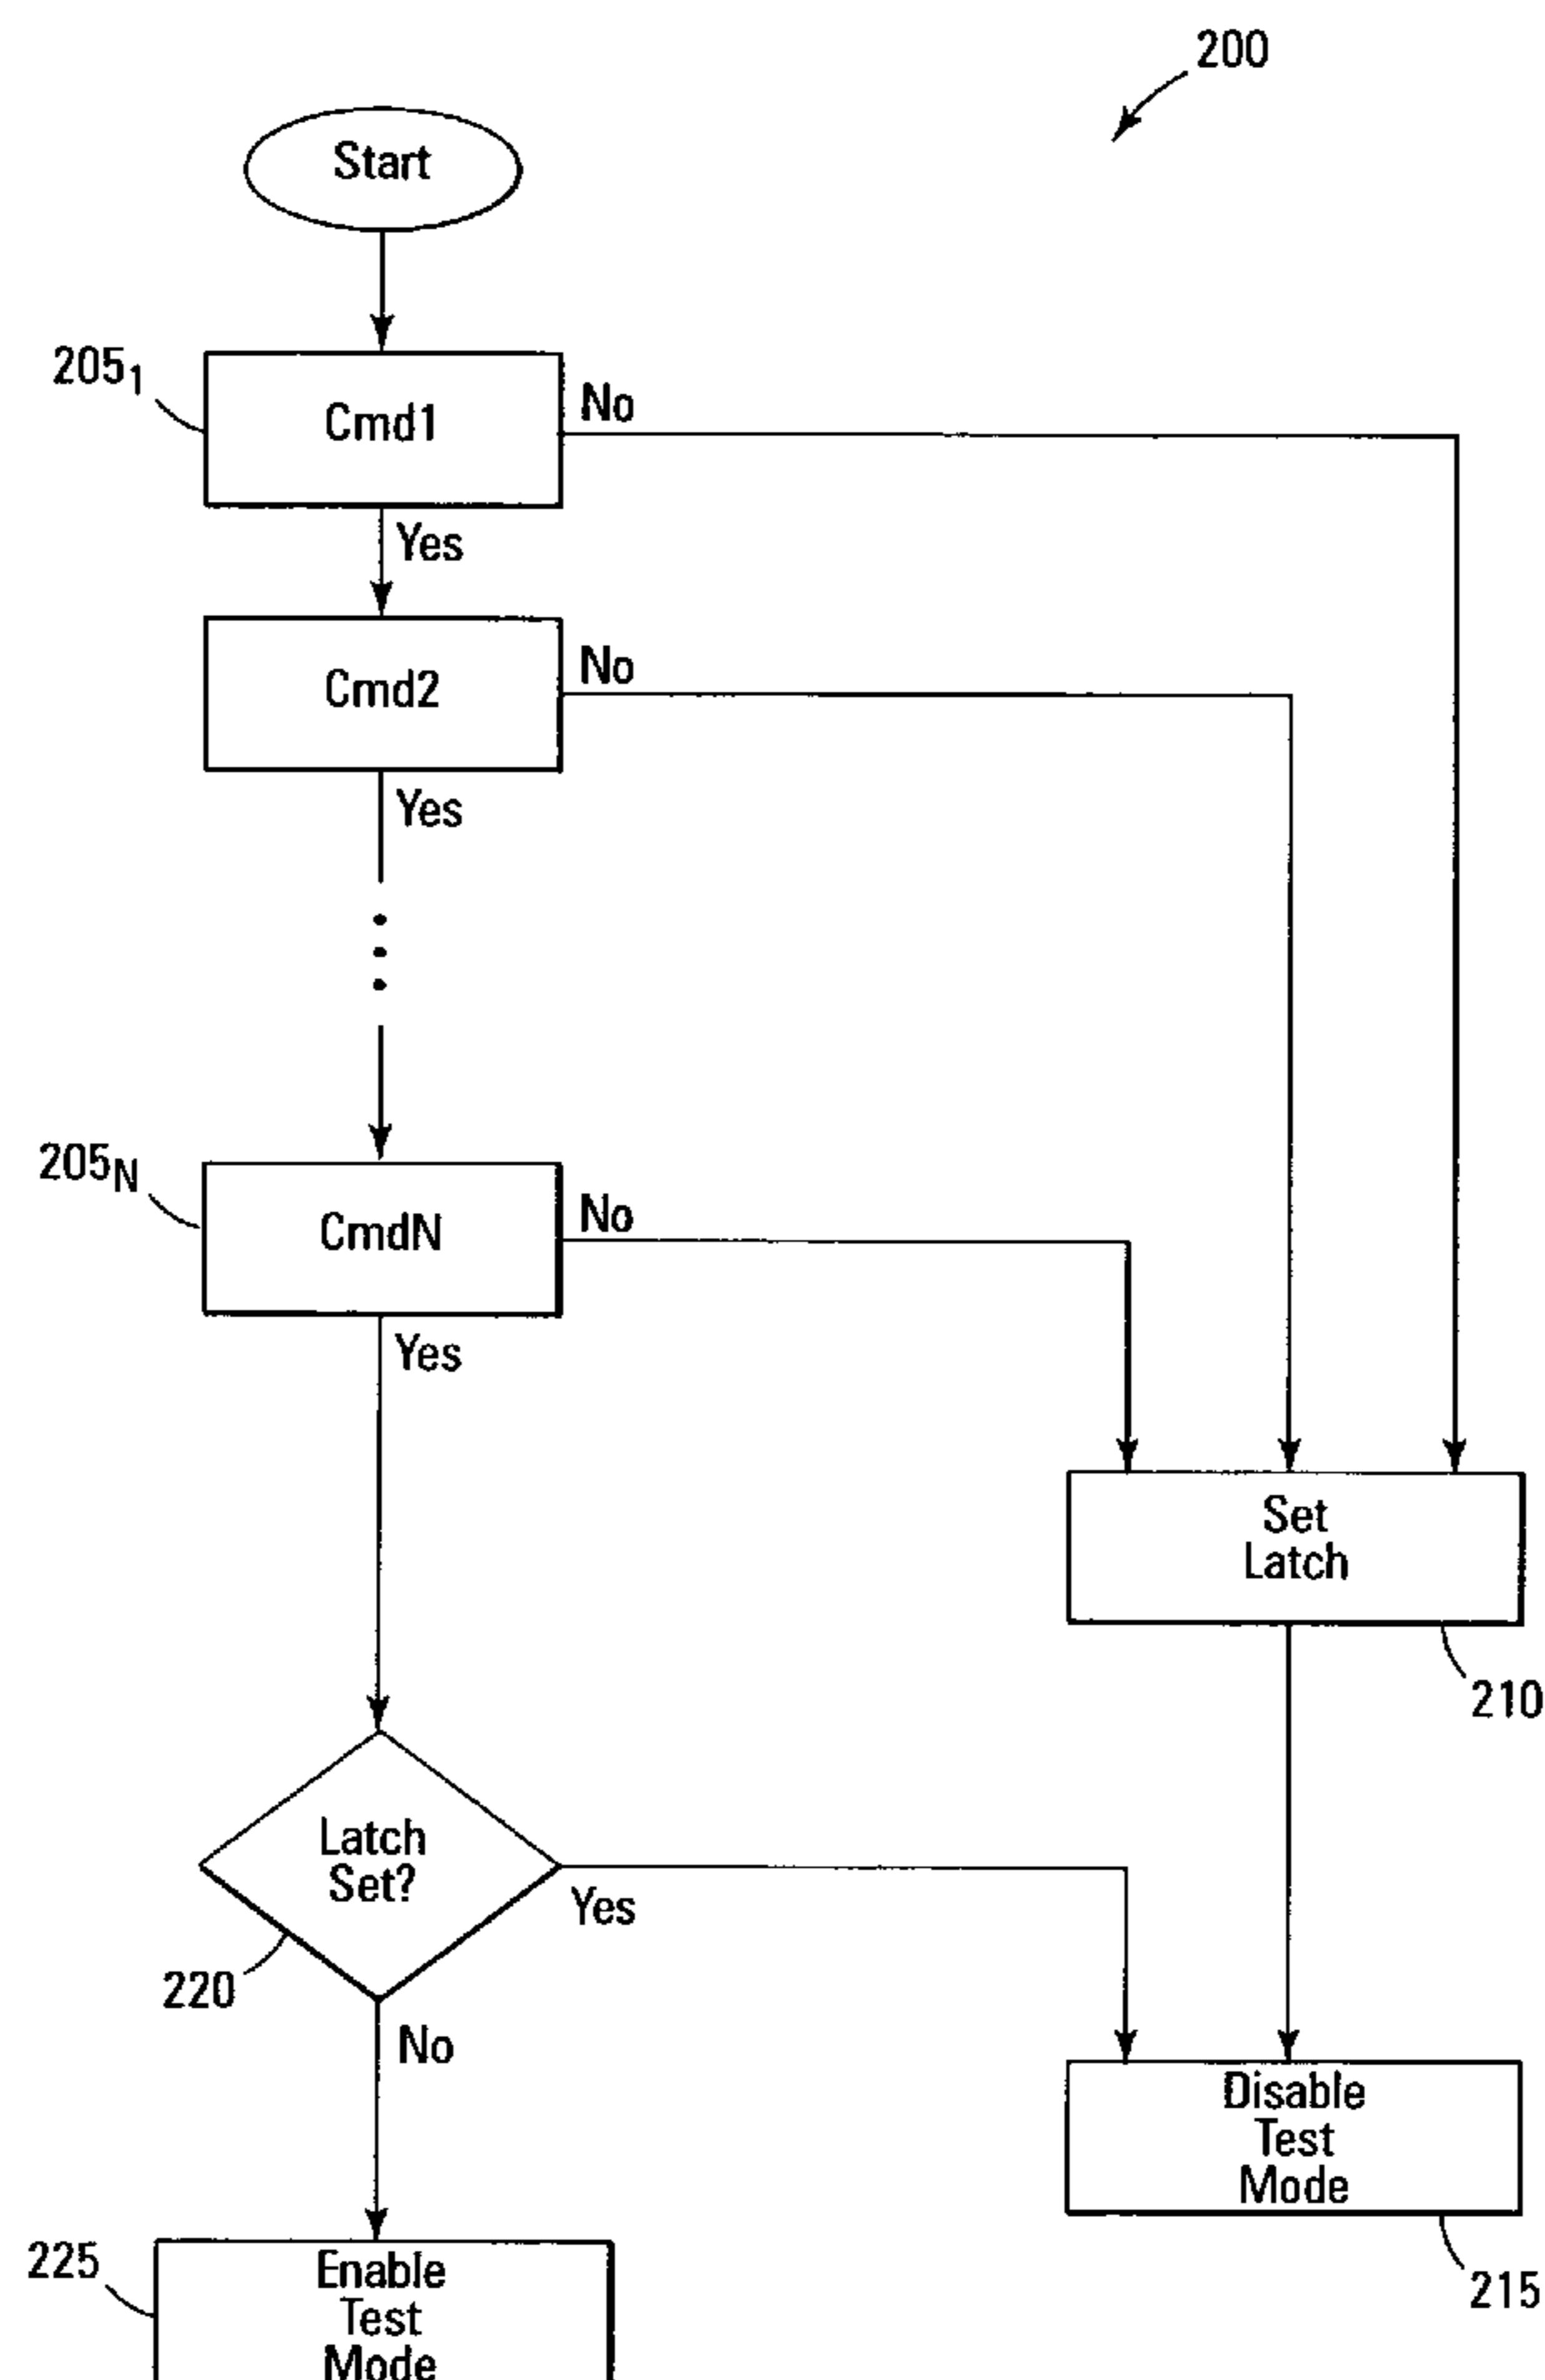 200
Start
205₁
Cmd1
No
Yes
Cmd2
No
Yes
205N
CmdN
No
Yes
Set
Latch
210
Latch
Set?
Yes
220
No
Disable
Test
Mode
215
225
Enable
Test
Mode